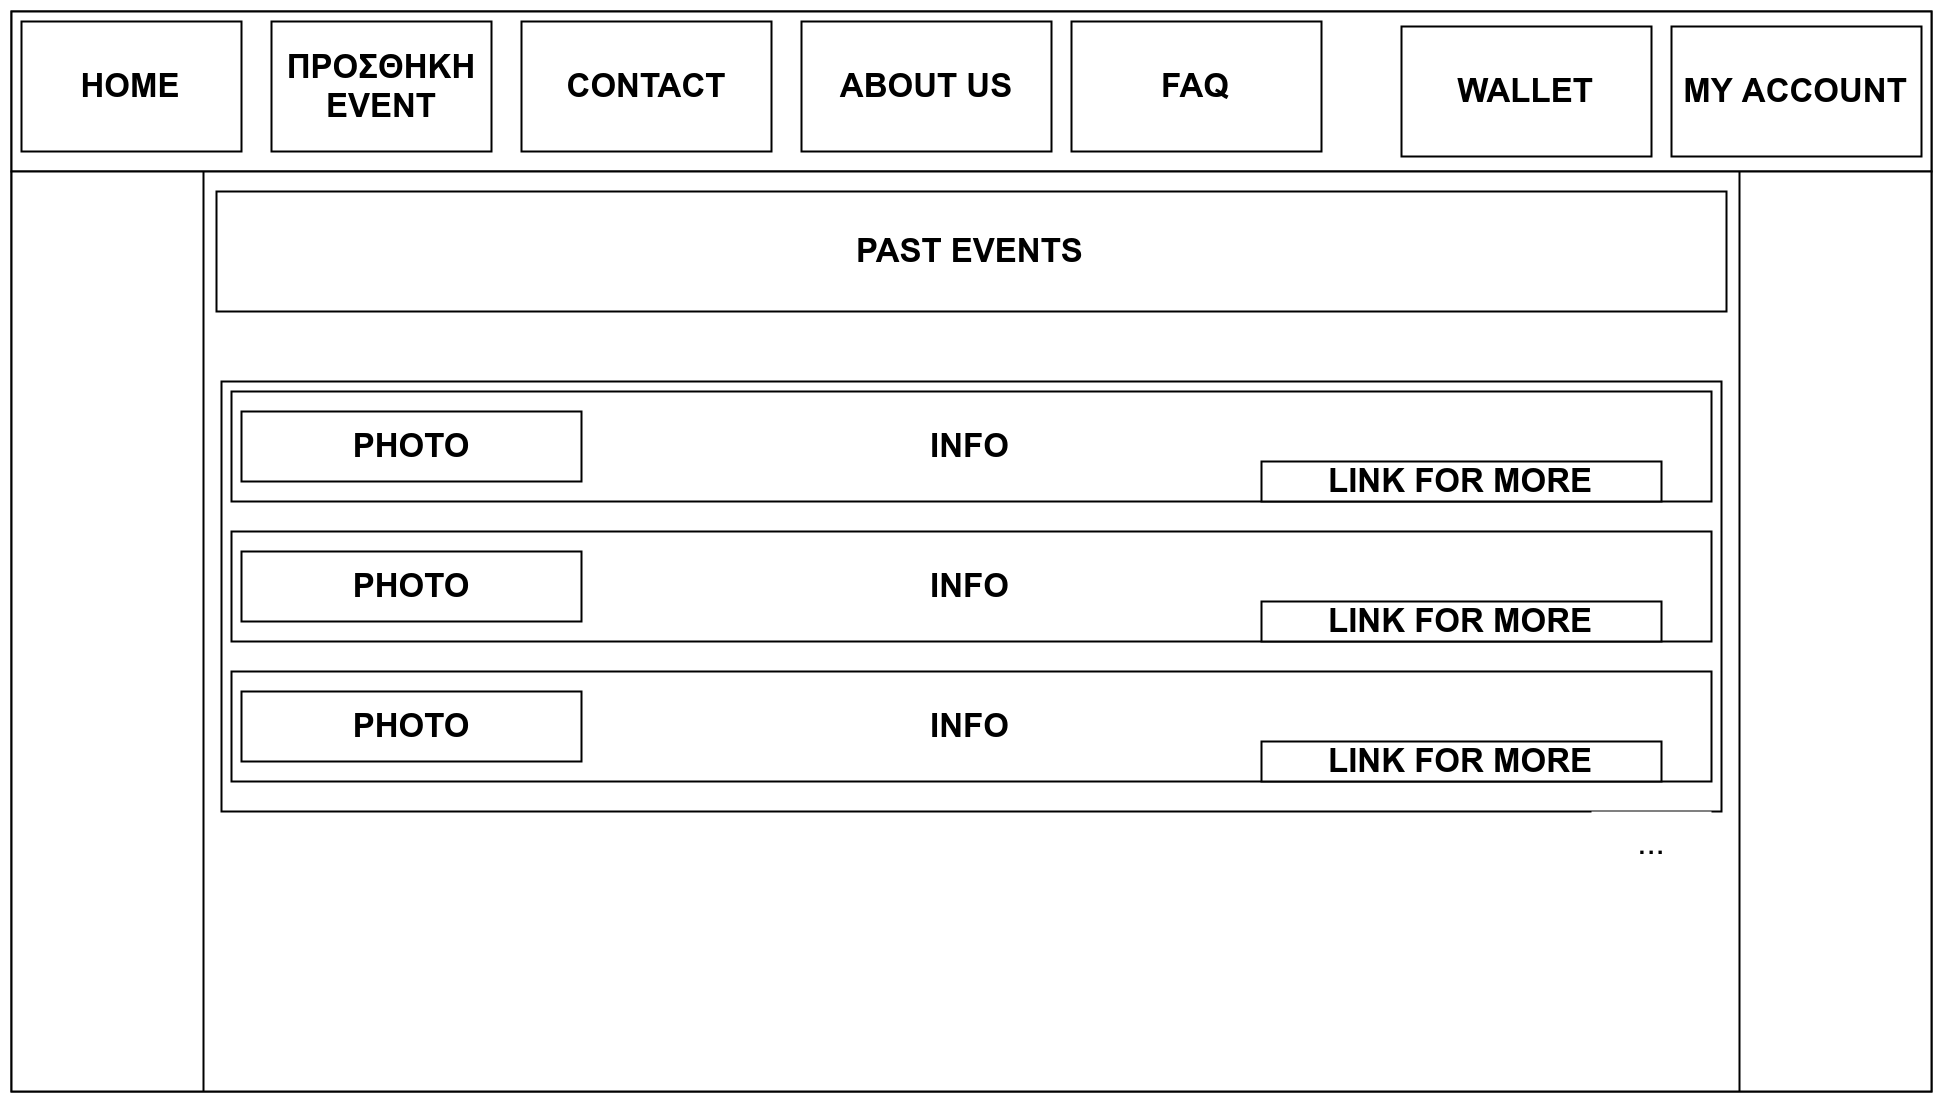 HOME
ΠΡΟΣΘΗΚΗ
EVENT
CONTACT
ABOUT US
FAQ
WALLET
MY ACCOUNT
PAST EVENTS
PHOTO
INFO
LINK FOR MORE
PHOTO
INFO
LINK FOR MORE
PHOTO
INFO
LINK FOR MORE
...